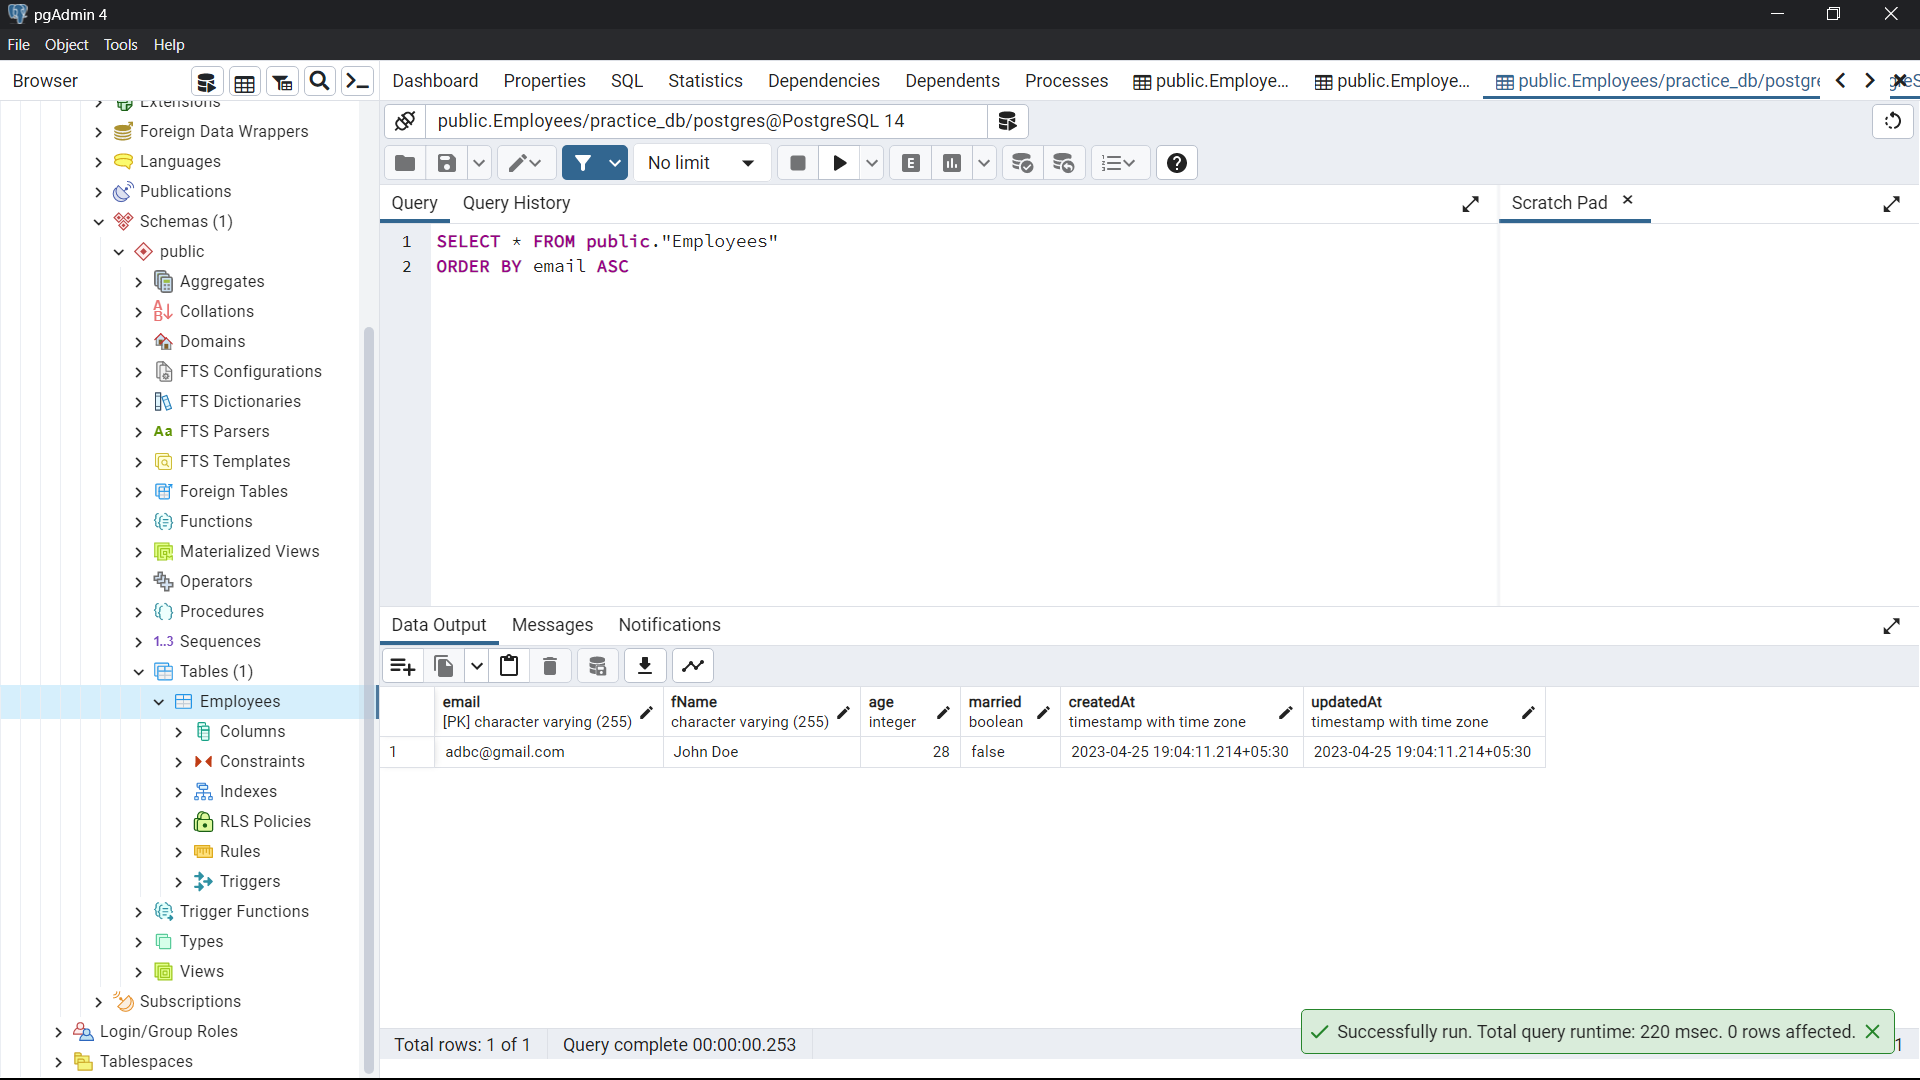 pgAdmin 4
File Object Tools Help
Browser
Dashboard Properties SQL Statistics Dependencies Dependents Processes public.Employe... public.Employe... public.Employees/practice_db/postgre
Extensions
Foreign Data Wrappers
Languages
Publications
Schemas (1)
public
Aggregates
Collations
Domains
FTS Configurations
FTS Dictionaries
Aa FTS Parsers
FTS Templates
Foreign Tables
Functions
Materialized Views
Operators
Procedures
1..3 Sequences
Tables (1)
Employees
Columns
Constraints
Indexes
RLS Policies
Rules
Triggers
Trigger Functions
Types
Views
Subscriptions
Login/Group Roles
Tablespaces
public.Employees/practice_db/postgres@PostgreSQL 14
No limit
E
Query Query History
Scratch Pad
1 SELECT * FROM public."Employees"
2 ORDER BY email ASC
Data Output Messages Notifications
email fName age married createdAt updatedAt
[PK] character varying (255) character varying (255) integer boolean timestamp with time zone timestamp with time zone
1 adbc@gmail.com John Doe 28 false 2023-04-25 19:04:11.214+05:30 2023-04-25 19:04:11.214+05:30
Successfully run. Total query runtime: 220 msec. 0 rows affected.
Total rows: 1 of 1 Query complete 00:00:00.253